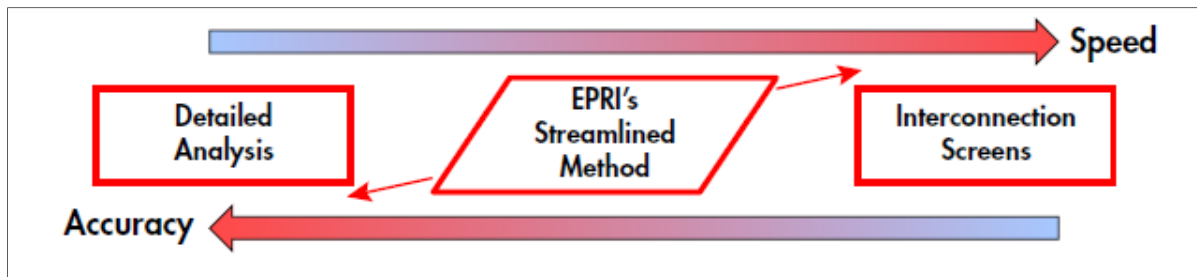 Speed
Detailed
Analysis
EPRI's
Streamlined
Method
Interconnection
Screens
Accuracy